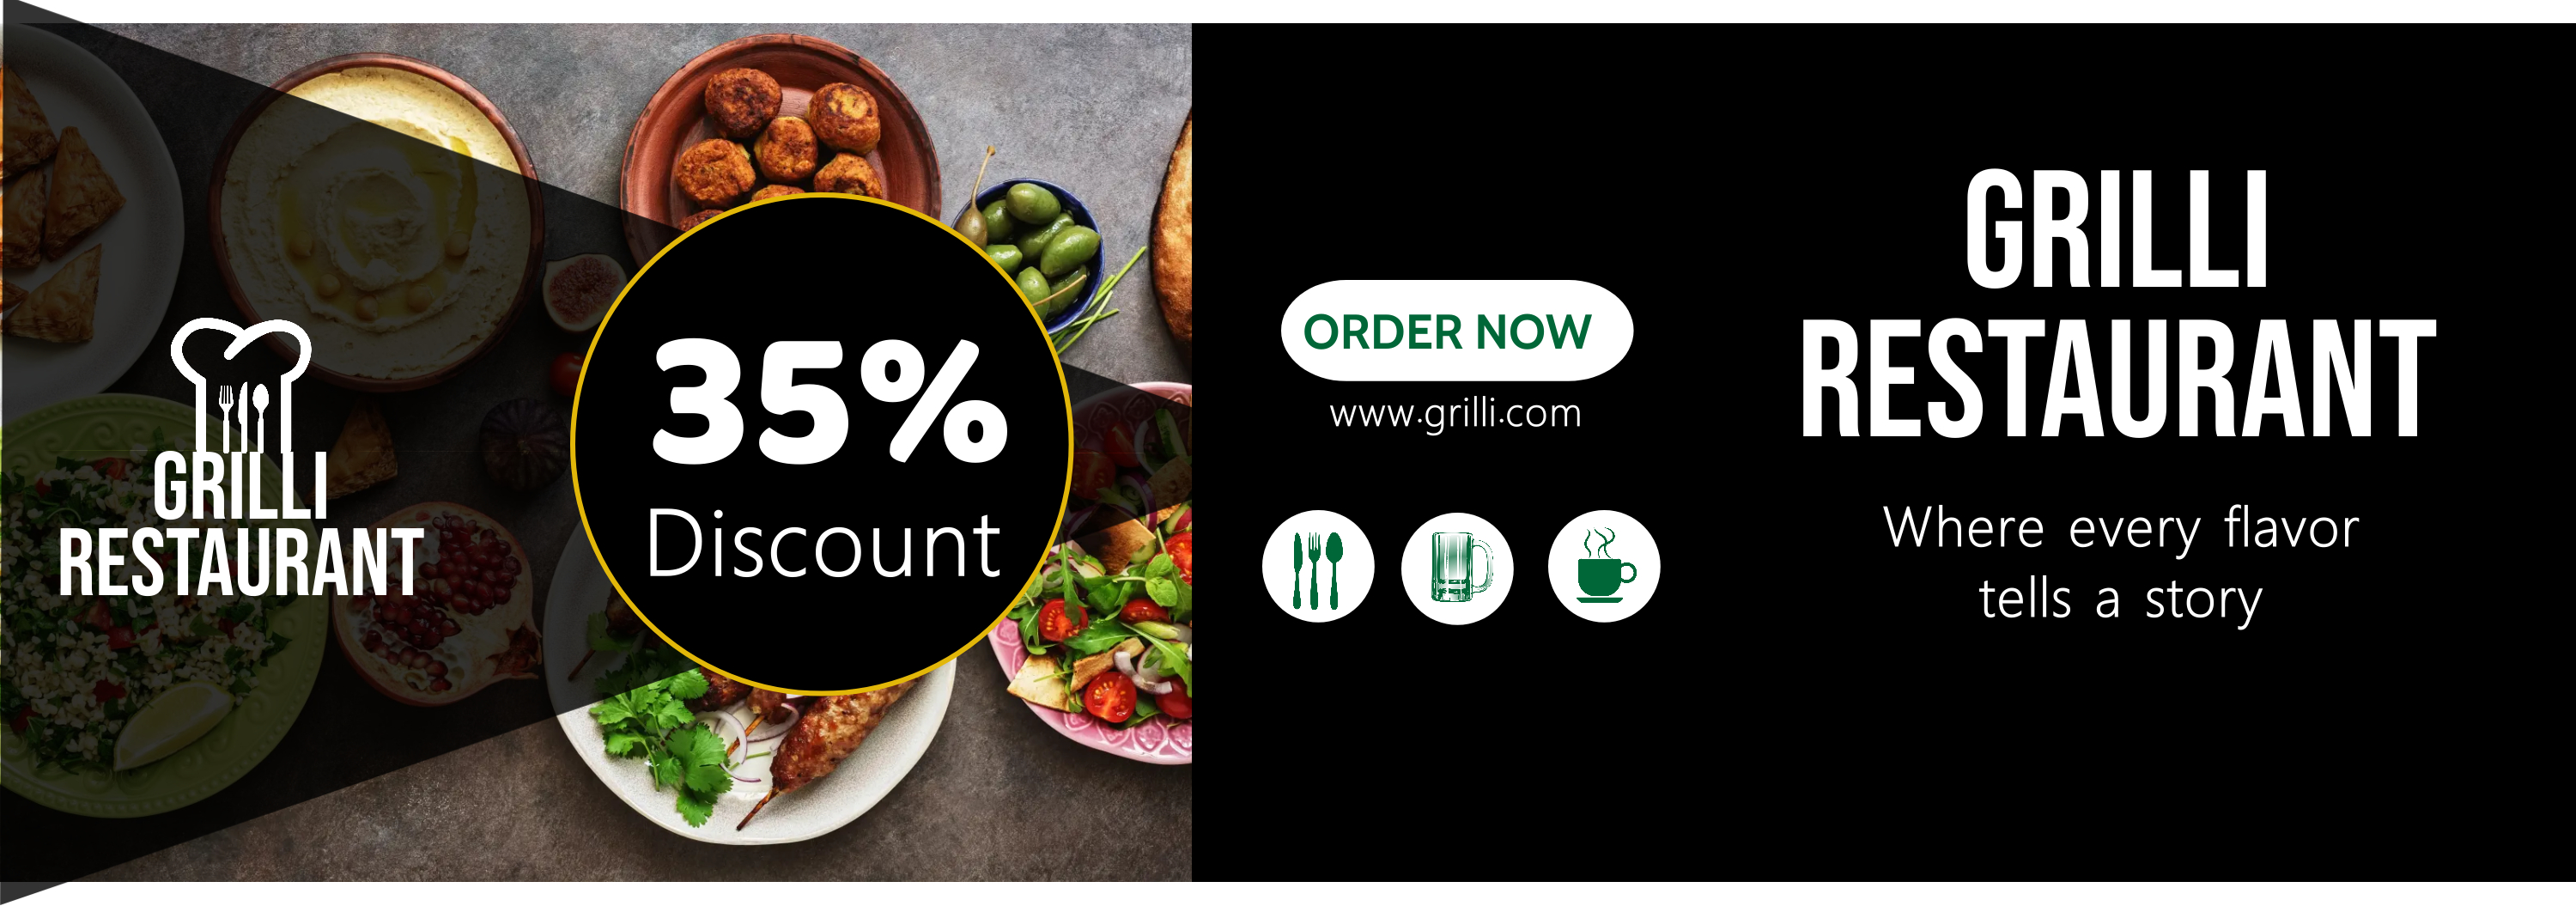 GRILLI
RESTAURANT
35%
Discount
ORDER NOW
www.grilli.com
GRILLI
RESTAURANT
Where every flavor
tells a story